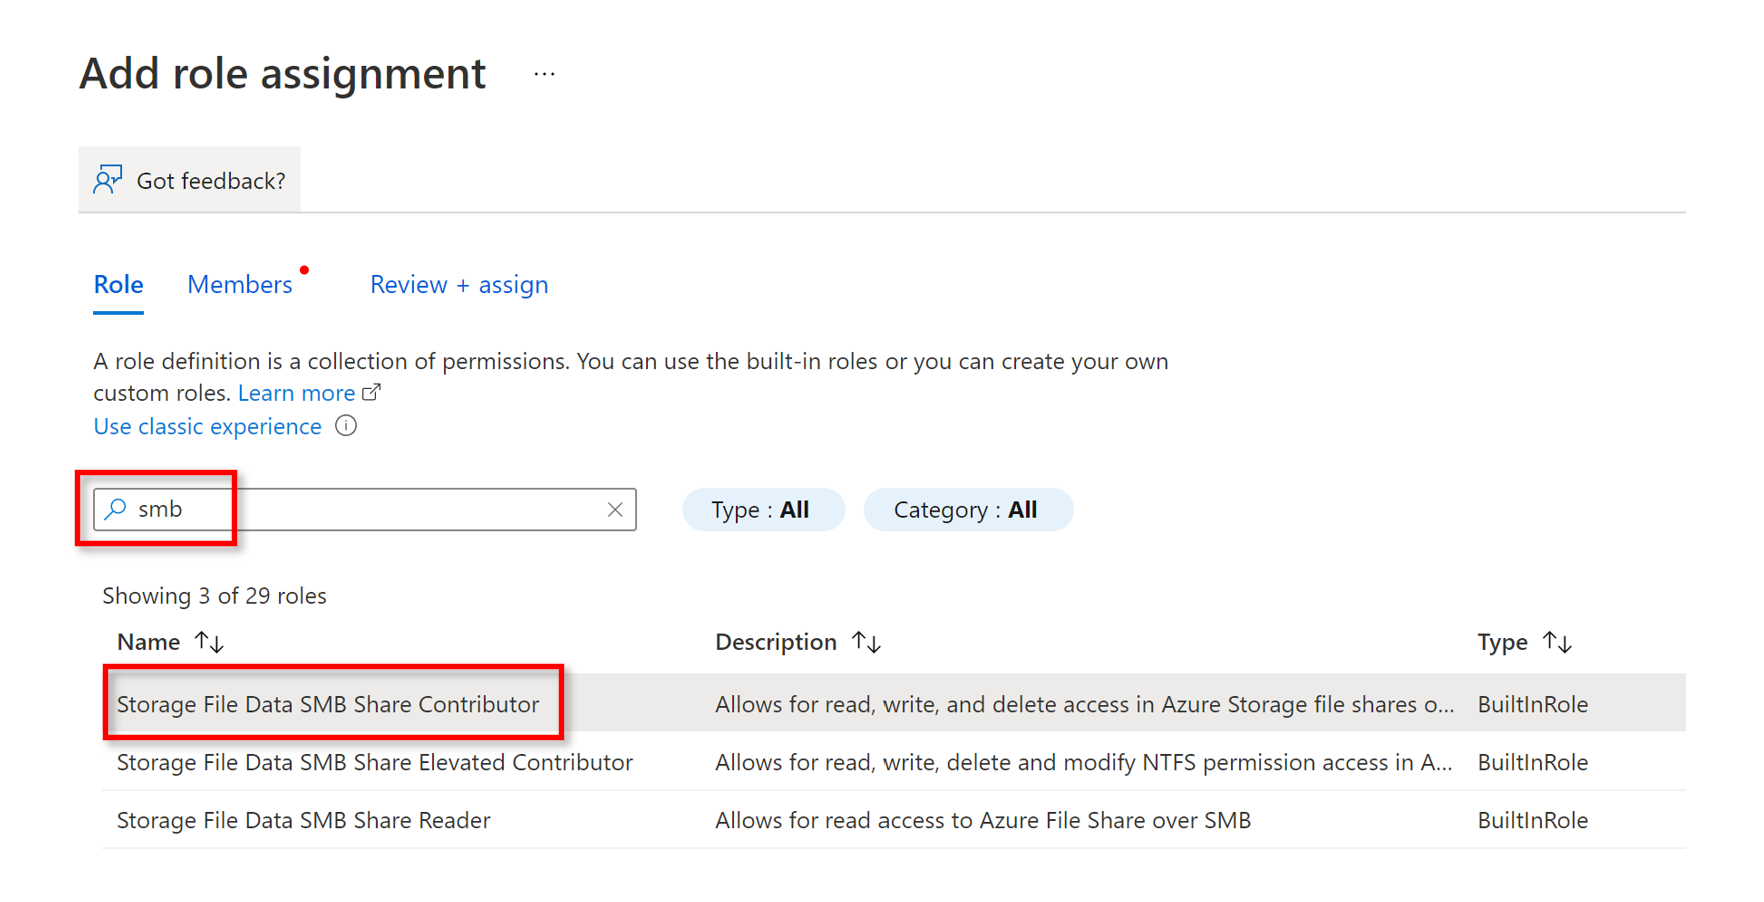 Add role assignment ...
Got feedback?
Role Members Review + assign
A role definition is a collection of permissions. You can use the built-in roles or you can create your own
custom roles. Learn more
Use classic experience
smb Type : All Category : All
Showing 3 of 29 roles
Name ↑↓ Description ↑↓ Type ↑↓
Storage File Data SMB Share Contributor Allows for read, write, and delete access in Azure Storage file shares o... BuiltInRole
Storage File Data SMB Share Elevated Contributor Allows for read, write, delete and modify NTFS permission access in A... BuiltInRole
Storage File Data SMB Share Reader Allows for read access to Azure File Share over SMB BuiltInRole